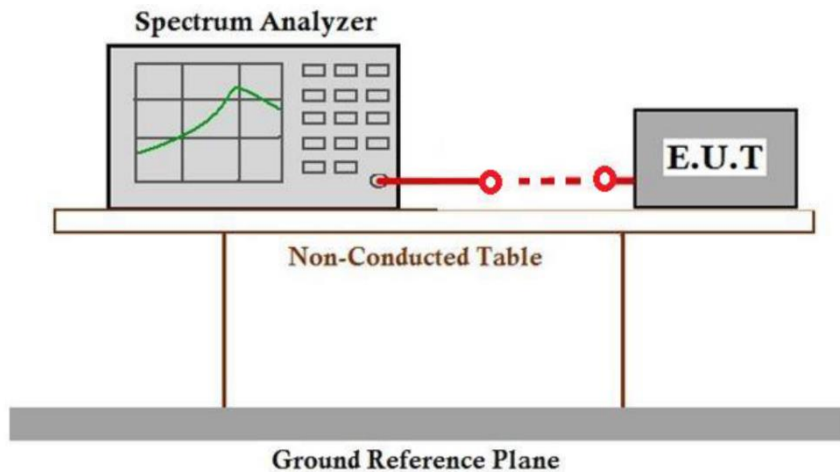 Spectrum Analyzer
E.U.T
Non-Conducted Table
Ground Reference Plane